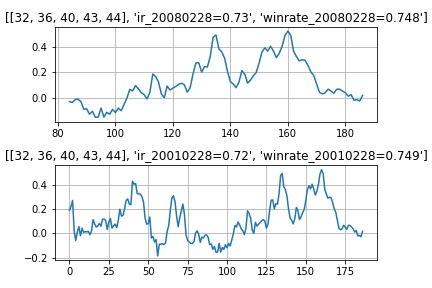 [[32, 36, 40, 43, 44], 'ir_20080228=0.73', 'winrate_20080228=0.748']
0.4
0.2
0.0
80 100 120 140 160 180
[[32, 36, 40, 43, 44], 'ir_20010228=0.72', 'winrate_20010228=0.749']
0.4
0.2
0.0
−0.2
0 25 50 75 100 125 150 175